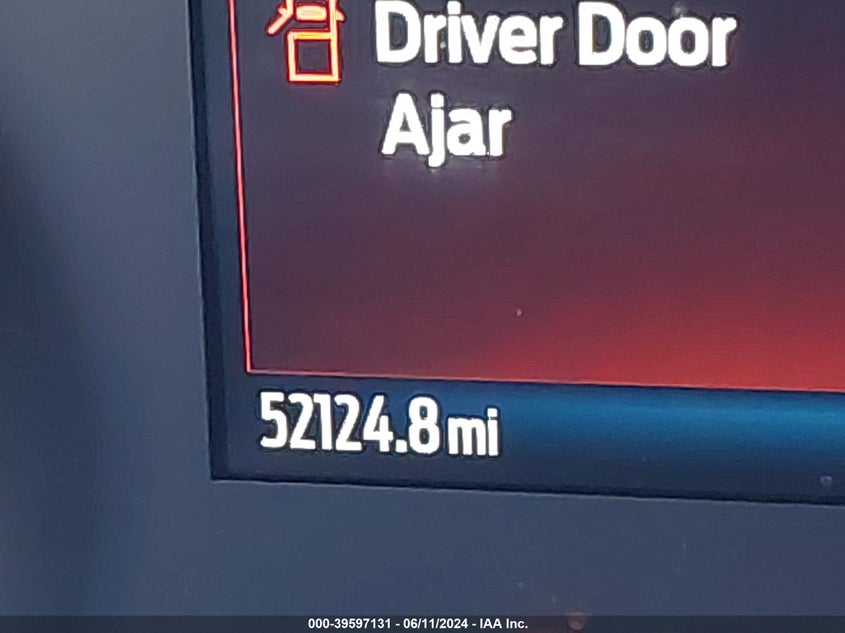 Driver Door
Ajar
52124.8 mi
000-39597131 - 06/11/2024 - IAA Inc.